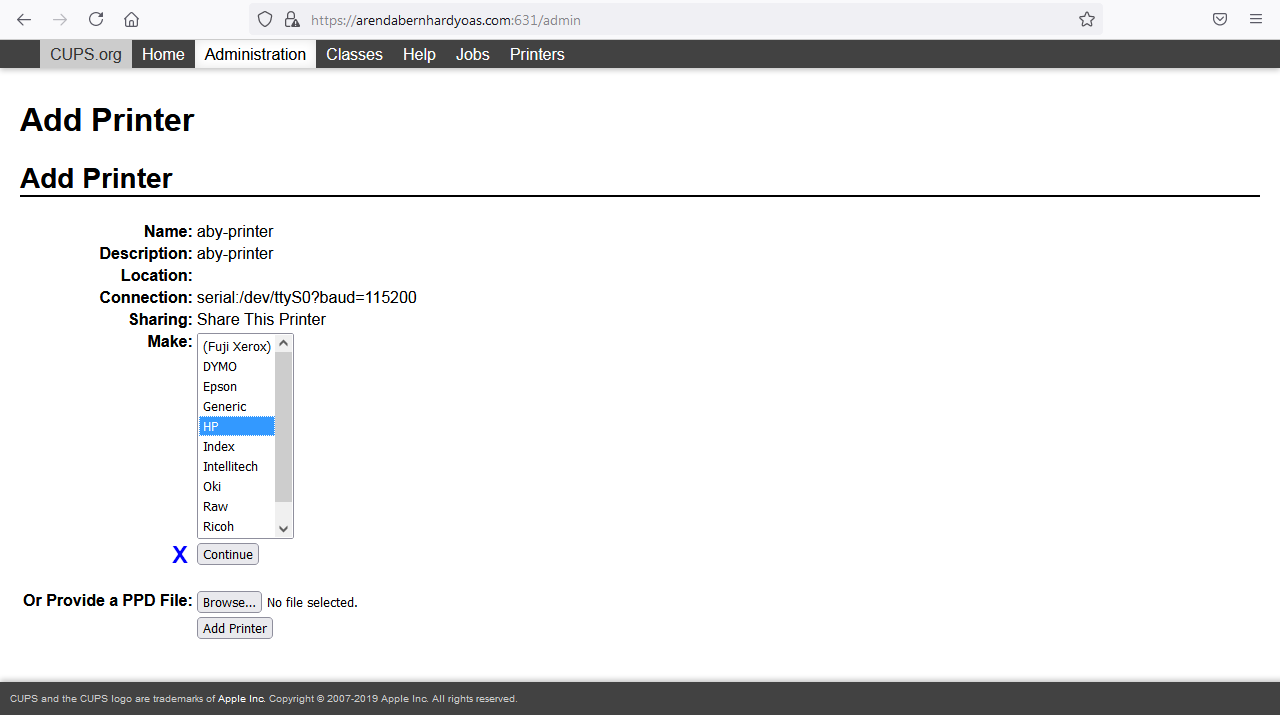 https://arendabernhardyoas.com:631/admin
CUPS.org Home Administration Classes Help Jobs Printers
Add Printer
Add Printer
Name: aby-printer
Description: aby-printer
Location:
Connection: serial:/dev/ttyS0?baud=115200
Sharing: Share This Printer
Make:
(Fuji Xerox)
DYMO
Epson
Generic
HP
Index
Intellitech
Oki
Raw
Ricoh
X Continue
Or Provide a PPD File: Browse... No file selected.
Add Printer
CUPS and the CUPS logo are trademarks of Apple Inc. Copyright © 2007-2019 Apple Inc. All rights reserved.